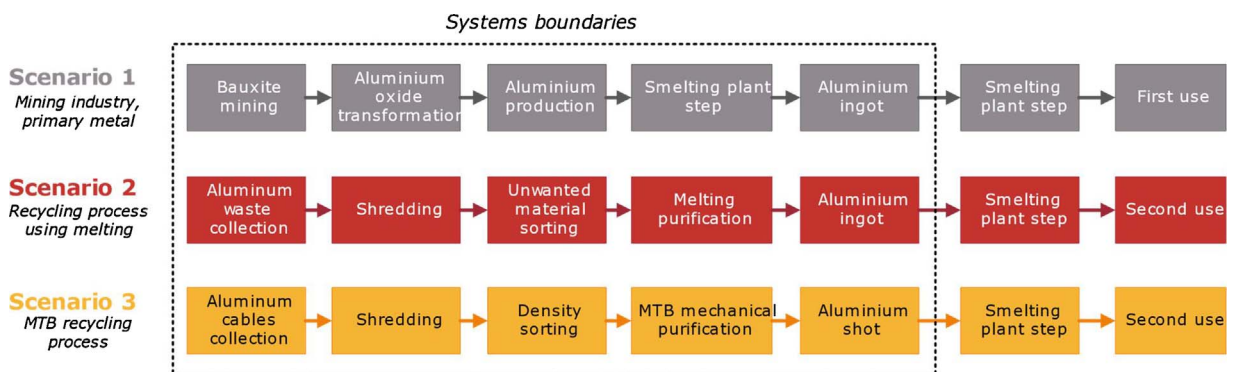 Systems boundaries
Scenario 1
Mining industry,
primary metal
Bauxite
mining
Aluminium
oxide
transformation
Aluminium
production
Smelting plant
step
Aluminium
ingot
Smelting
plant step
First use
Scenario 2
Recycling process
using melting
Aluminum
waste
collection
Shredding
Unwanted
material
sorting
Melting
purification
Aluminium
ingot
Smelting
plant step
Second use
Scenario 3
MTB recycling
process
Aluminum
cables
collection
Shredding
Density
sorting
MTB mechanical
purification
Aluminium
shot
Smelting
plant step
Second use